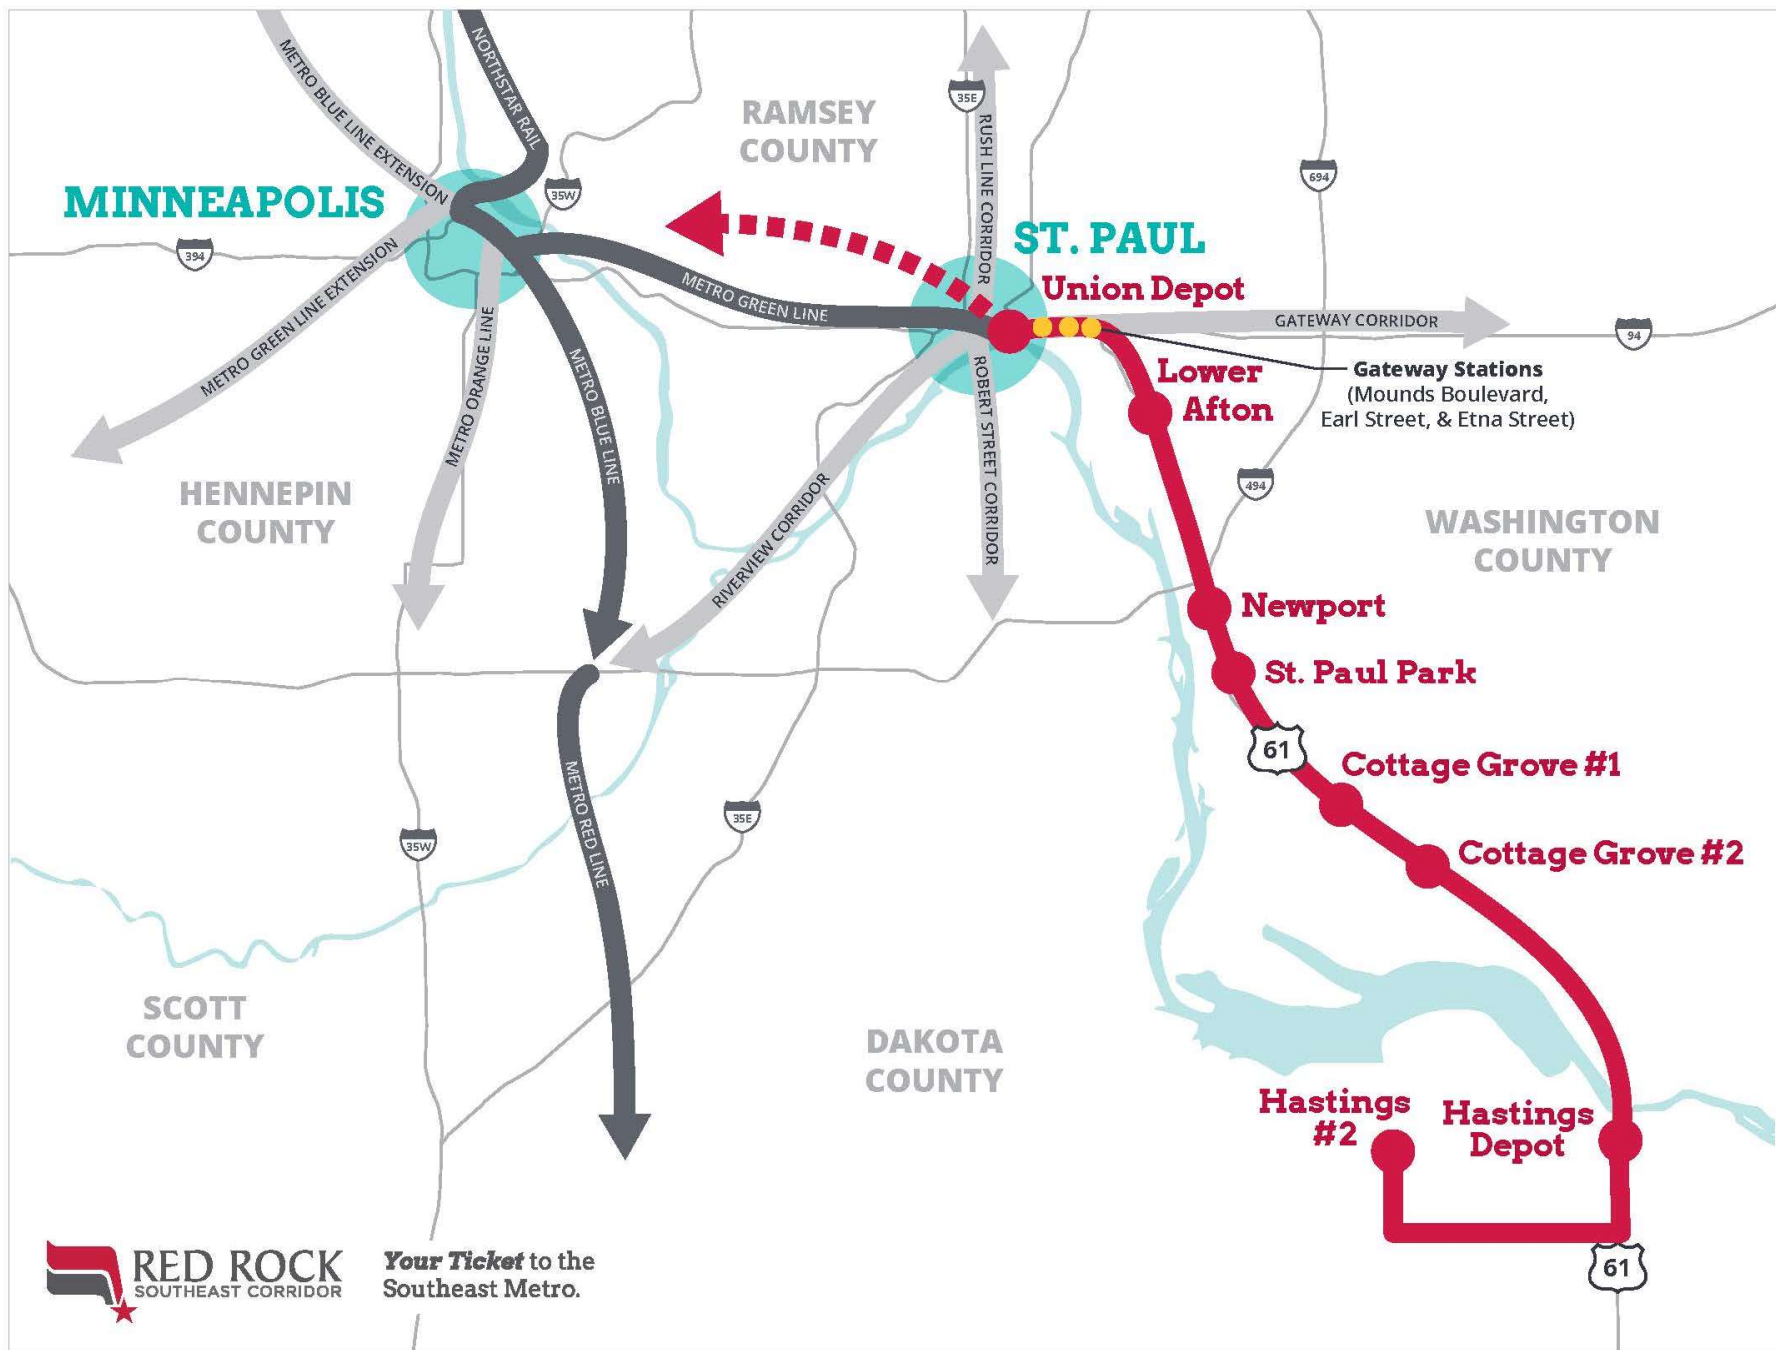 METRO BLUE LINE EXTENSION
NORTHSTAR RAIL
35E
RAMSEY
COUNTY
RUSH LINE CORRIDOR
694
MINNEAPOLIS
35W
394
ST. PAUL
Union Depot
METRO GREEN LINE EXTENSION
METRO GREEN LINE
GATEWAY CORRIDOR
94
METRO ORANGE LINE
METRO BLUE LINE
Lower
Afton
Gateway Stations
(Mounds Boulevard,
Earl Street, & Etna Street)
ROBERT STREET CORRIDOR
HENNEPIN
COUNTY
494
RIVERVIEW CORRIDOR
WASHINGTON
COUNTY
Newport
St. Paul Park
61
Cottage Grove #1
METRO RED LINE
35E
35W
Cottage Grove #2
SCOTT
COUNTY
DAKOTA
COUNTY
Hastings
#2
Hastings
Depot
61
RED ROCK
SOUTHEAST CORRIDOR
Your Ticket to the
Southeast Metro.